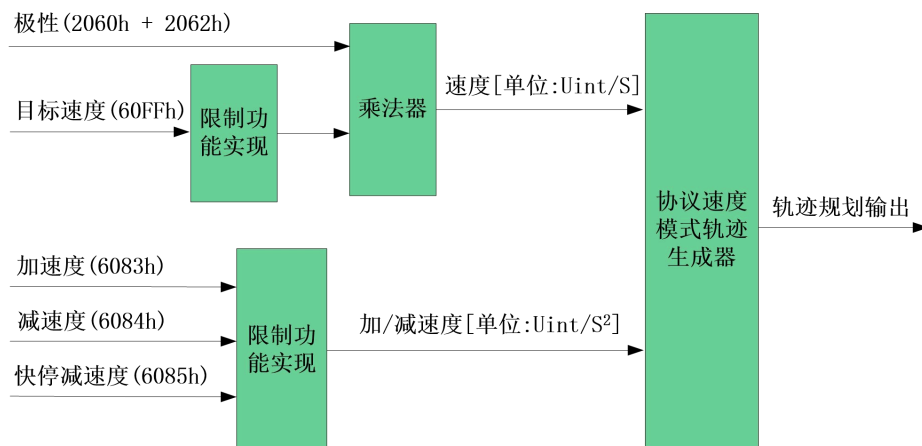 极性(2060h + 2062h)
目标速度(60FFh)
限制功
能实现
乘法器
速度[单位:Uint/S]
协议速度
模式轨迹
生成器
轨迹规划输出
加速度(6083h)
减速度(6084h)
快停减速度(6085h)
限制功
能实现
加/减速度[单位:Uint/S²]